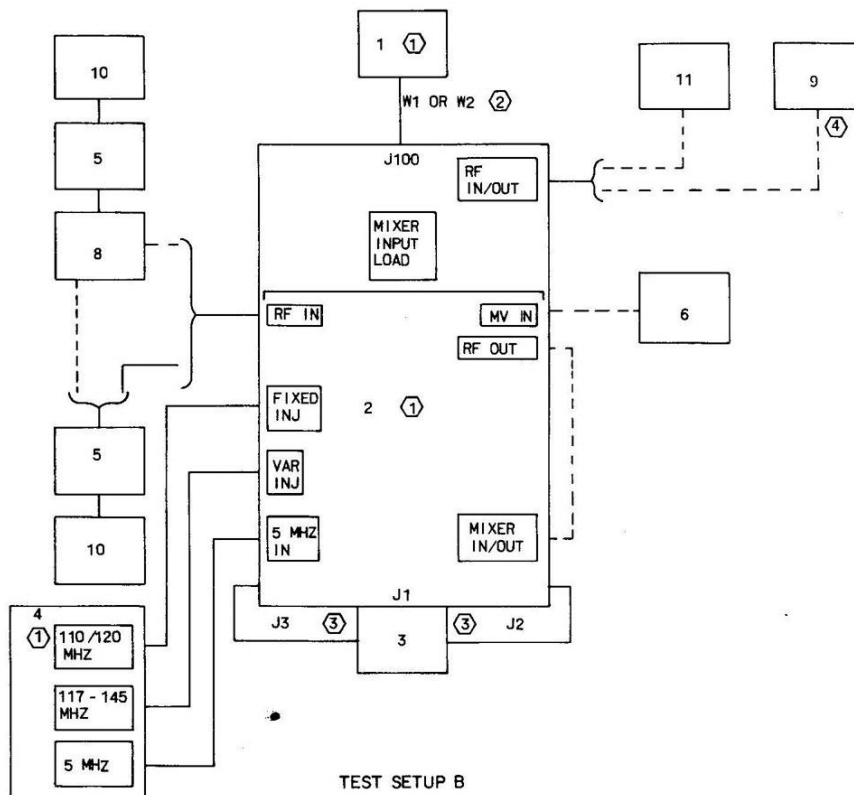 10
5
8
5
10
1 1
W1 OR W2 2
11
9
4
J100
RF
IN/OUT
MIXER
INPUT
LOAD
RF IN
MV IN
6
RF OUT
FIXED
INJ
2 1
VAR
INJ
5 MHZ
IN
MIXER
IN/OUT
J1
J3 3
3
3 J2
4
1
110/120
MHZ
117-145
MHZ
5 MHZ
TEST SETUP B